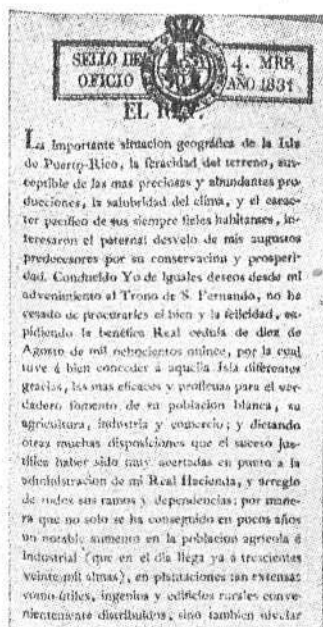 SELLO DE 4. MRS
OFICIO AÑO 1831
EL REY.
La importante situacion geográfica de la Isla
de Puerto-Rico, la feracidad del terreno, sus-
ceptible de las mas preciosas y abundantes pro-
ducciones, la salubridad del clima, y el carac-
ter pacífico de sus siempre fieles habitantes, in-
teresaron el paternal desvelo de mis augustos
predecesores por su conservacion y prosperi-
dad. Conducido Yo de iguales deseos desde mi
advenimiento al Trono de S. Fernando, no he
cesado de procurarles el bien y la felicidad, ex-
pidiendo la benéfica Real cedula de diez de
Agosto de mil ochocientos quince, por la cual
tuve á bien conceder á aquella Isla diferentes
gracias, las mas eficaces y proficuas para el ver-
dadero fomento de su poblacion blanca, su
agricultura, industria y comercio; y dictando
otras muchas disposiciones que el suceso jus-
tifica haber sido muy acertadas en punto a la
administracion de mi Real Hacienda, y arreglo
de todos sus ramos y dependencias; por mane-
ra que no solo se ha conseguido en pocos años
un notable aumento en la poblacion agricola é
industrial (que en el dia llega ya á trescientas
veinte mil almas), en plantaciones tan extensas
como útiles, ingenios y edificios rurales conve-
nientemente distribuidos, sino tambien nivelar